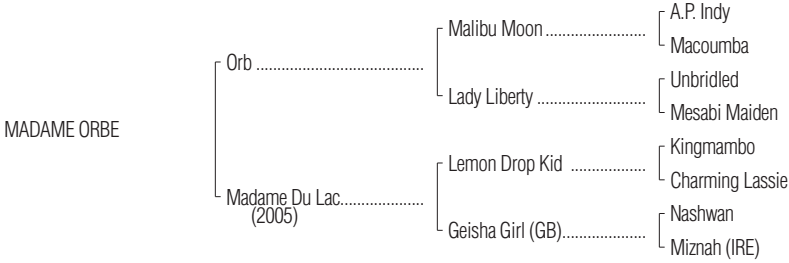 A.P. Indy
Malibu Moon ........................
Macoumba
Orb ........................................
Unbridled
Lady Liberty ..........................
Mesabi Maiden
MADAME ORBE
Kingmambo
Lemon Drop Kid ..................
Charming Lassie
Madame Du Lac....................
(2005)
Nashwan
Geisha Girl (GB)....................
Miznah (IRE)